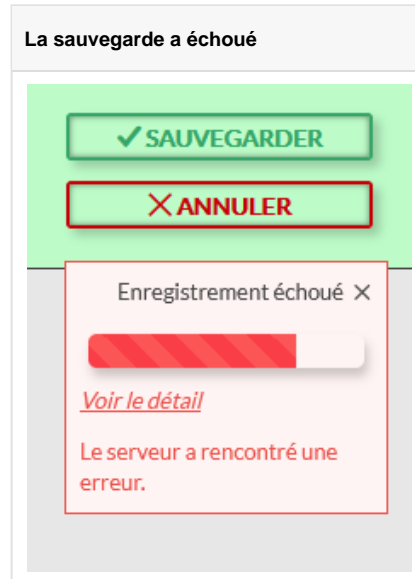 La sauvegarde a échoué
SAUVEGARDER
ANNULER
Enregistrement échoué
Voir le détail
Le serveur a rencontré une
erreur.